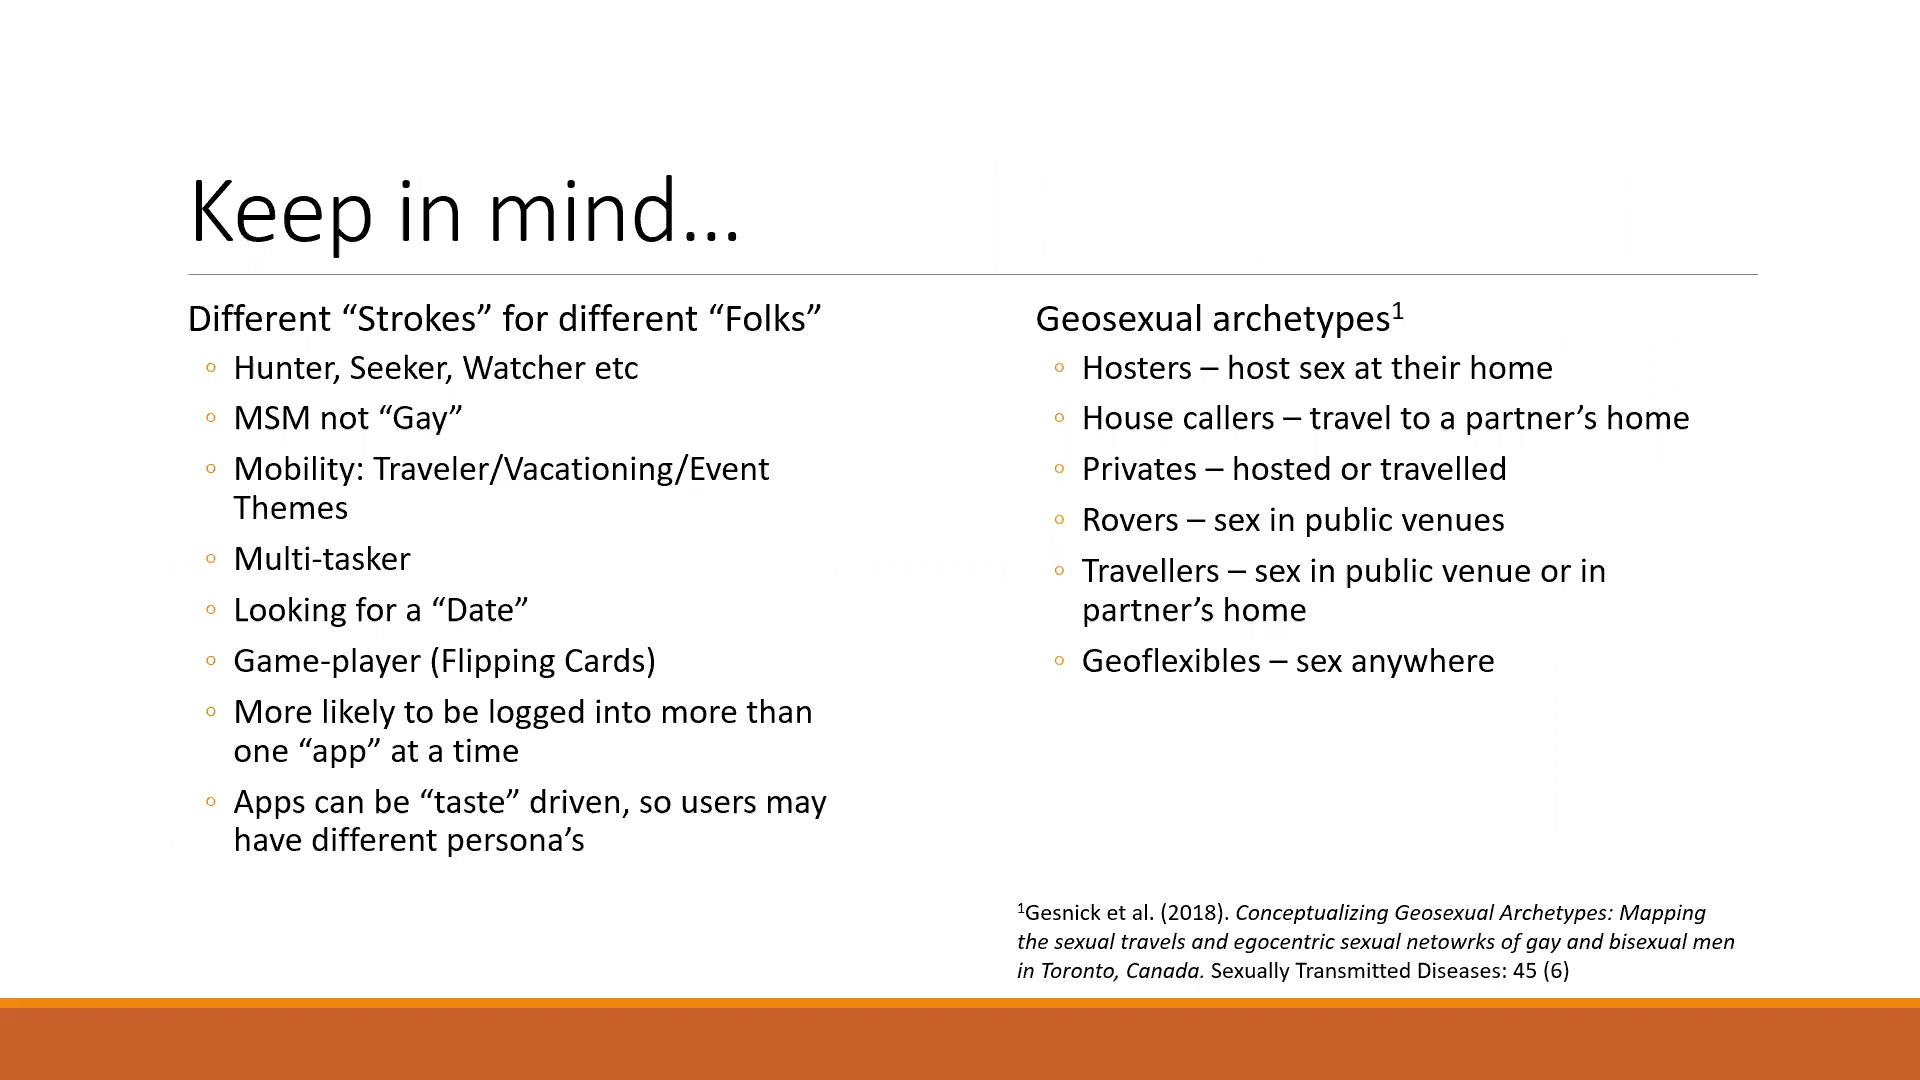 Keep in mind...
Different “Strokes” for different “Folks”
◦ Hunter, Seeker, Watcher etc
◦ MSM not “Gay”
◦ Mobility: Traveler/Vacationing/Event
Themes
◦ Multi-tasker
◦ Looking for a “Date”
◦ Game-player (Flipping Cards)
◦ More likely to be logged into more than
one “app” at a time
◦ Apps can be “taste” driven, so users may
have different persona’s
Geosexual archetypes¹
◦ Hosters – host sex at their home
◦ House callers – travel to a partner’s home
◦ Privates – hosted or travelled
◦ Rovers – sex in public venues
◦ Travellers – sex in public venue or in
partner’s home
◦ Geoflexibles – sex anywhere
¹Gesnick et al. (2018). Conceptualizing Geosexual Archetypes: Mapping
the sexual travels and egocentric sexual netowrks of gay and bisexual men
in Toronto, Canada. Sexually Transmitted Diseases: 45 (6)